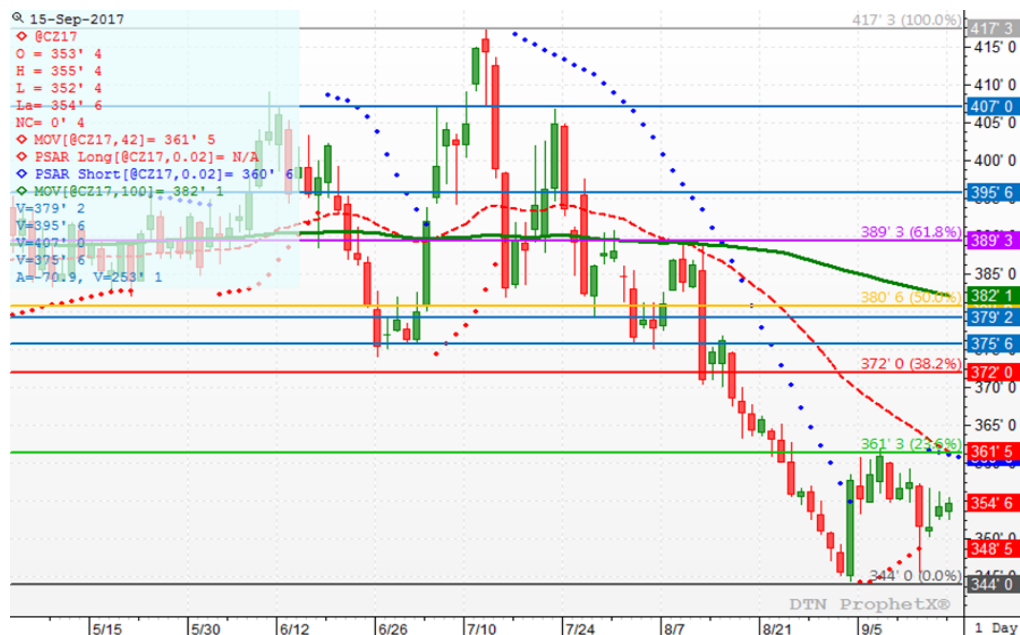 15-Sep-2017
@CZ17
O = 353' 4
H = 355' 4
L = 352' 4
La= 354' 6
NC= 0' 4
MOV[@CZ17,42]= 361' 5
PSAR Long[@CZ17,0.02]= N/A
PSAR Short[@CZ17,0.02]= 360' 6
MOV[@CZ17,100]= 382' 1
V=379' 2
V=395' 6
V=407' 0
V=375' 6
A=-70.9, V=253' 1
417' 3 (100.0%)
417' 3
415' 0
410' 0
407' 0
405' 0
400' 0
395' 6
389' 3 (61.8%)
389' 3
385' 0
382' 1
380' 6 (50.0%)
379' 2
375' 6
372' 0 (38.2%)
372' 0
370' 0
365' 0
361' 3 (23.6%)
361' 5
354' 6
350' 0
348' 5
344' 0 (0.0%)
344' 0
DTN ProphetX®
5/15
5/30
6/12
6/26
7/10
7/24
8/7
8/21
9/5
1 Day